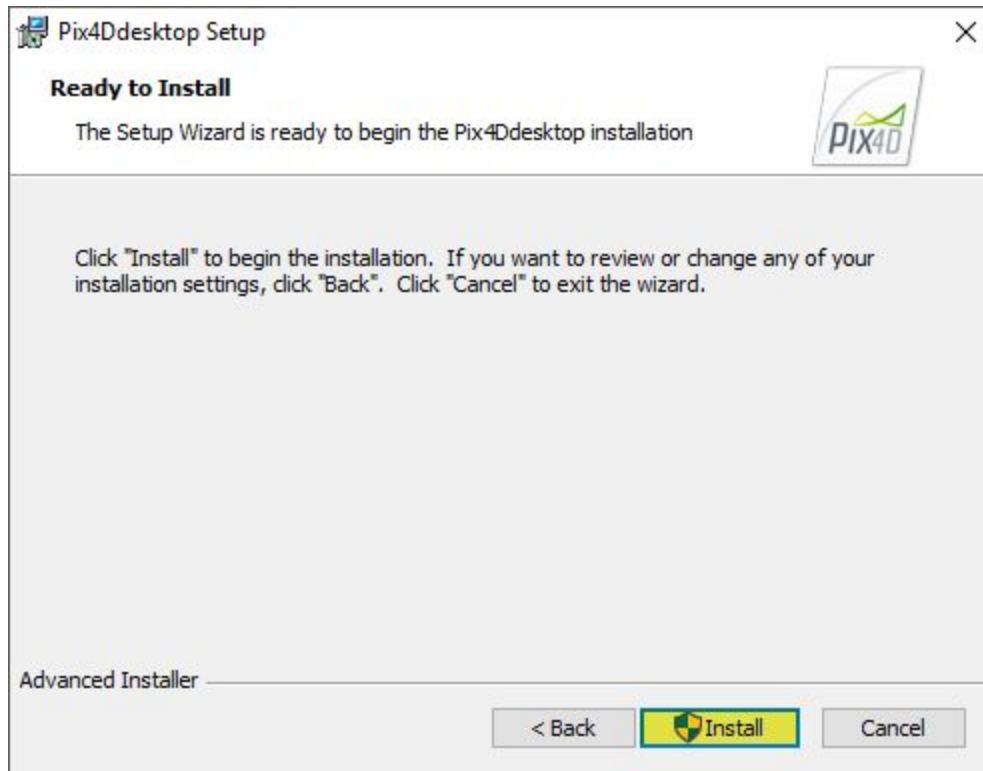 Pix4Ddesktop Setup
Ready to Install
The Setup Wizard is ready to begin the Pix4Ddesktop installation
PIX4D
Click "Install" to begin the installation.  If you want to review or change any of your
installation settings, click "Back".  Click "Cancel" to exit the wizard.
Advanced Installer
< Back
Install
Cancel